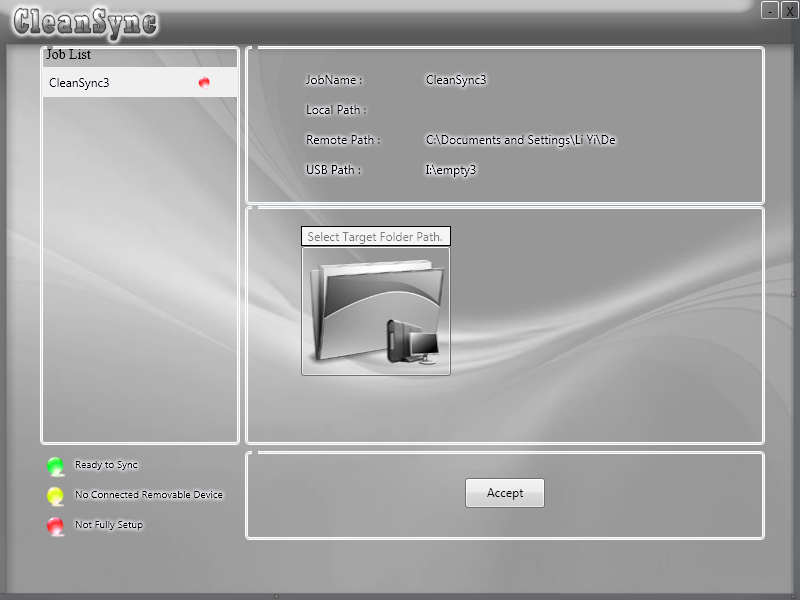 CleanSync
- X
Job List
CleanSync3
JobName : CleanSync3
Local Path :
Remote Path : C:\Documents and Settings\Li Yi\De
USB Path : I:\empty3
Select Target Folder Path.
Ready to Sync
No Connected Removable Device
Not Fully Setup
Accept